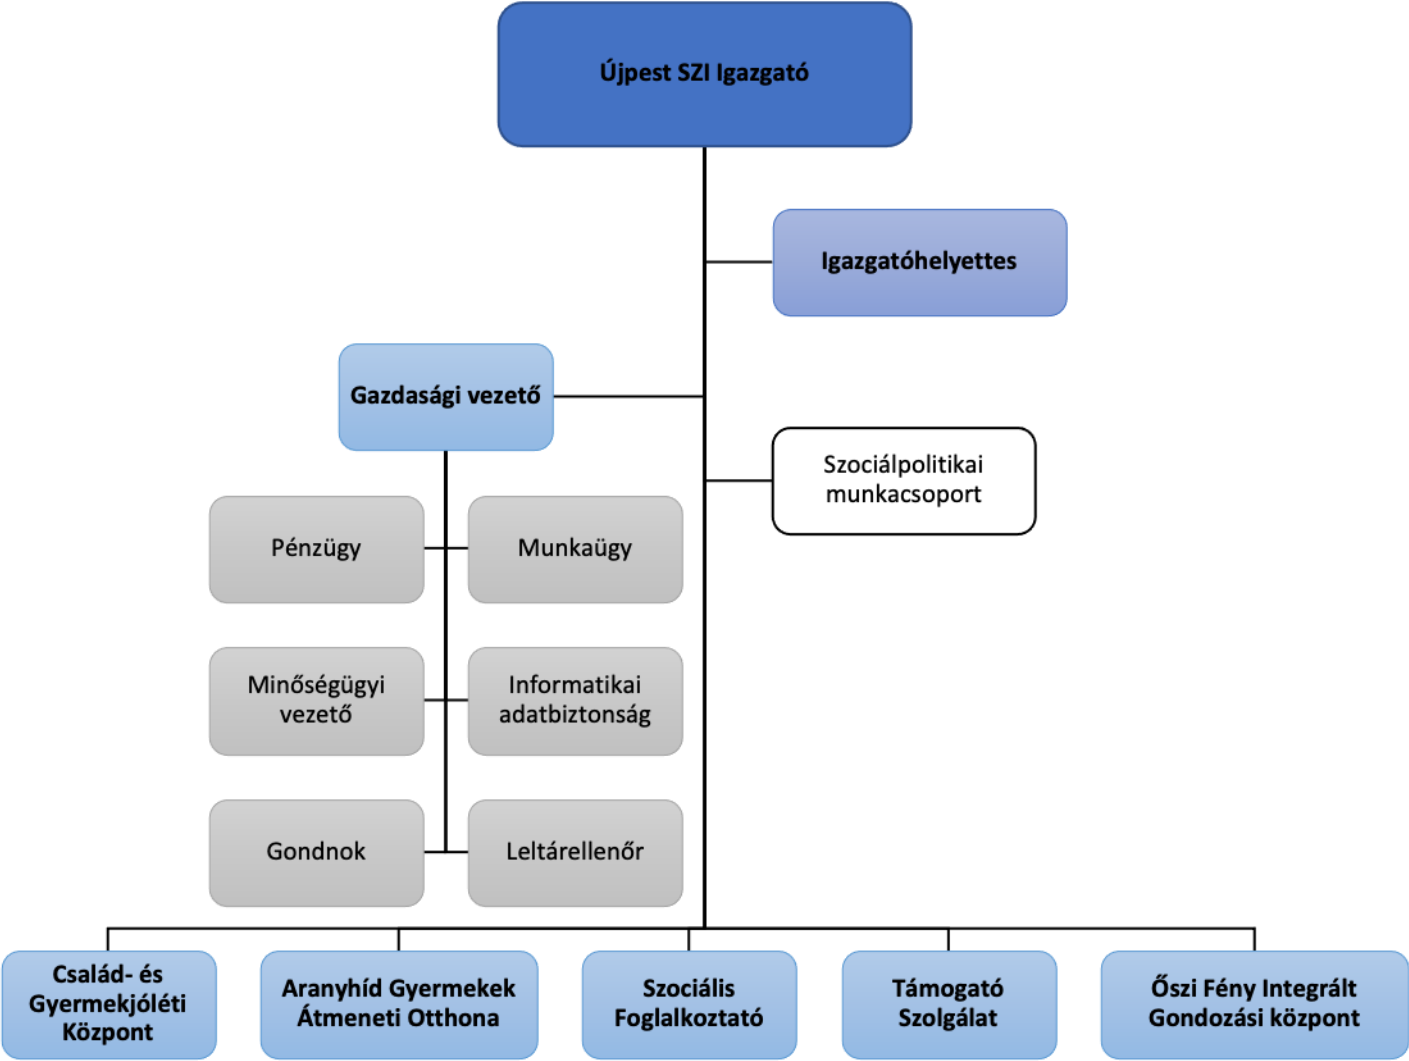 Újpest SZI Igazgató
Igazgatóhelyettes
Gazdasági vezető
Szociálpolitikai
munkacsoport
Pénzügy
Munkaügy
Minőségügyi
vezető
Informatikai
adatbiztonság
Gondnok
Leltárellenőr
Család- és
Gyermekjóléti
Központ
Aranyhíd Gyermekek
Átmeneti Otthona
Szociális
Foglalkoztató
Támogató
Szolgálat
Őszi Fény Integrált
Gondozási központ